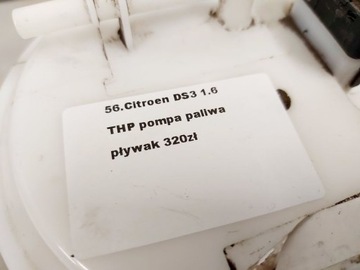 56.Citroen DS3 1.6
THP pompa paliwa
pływak 320zł